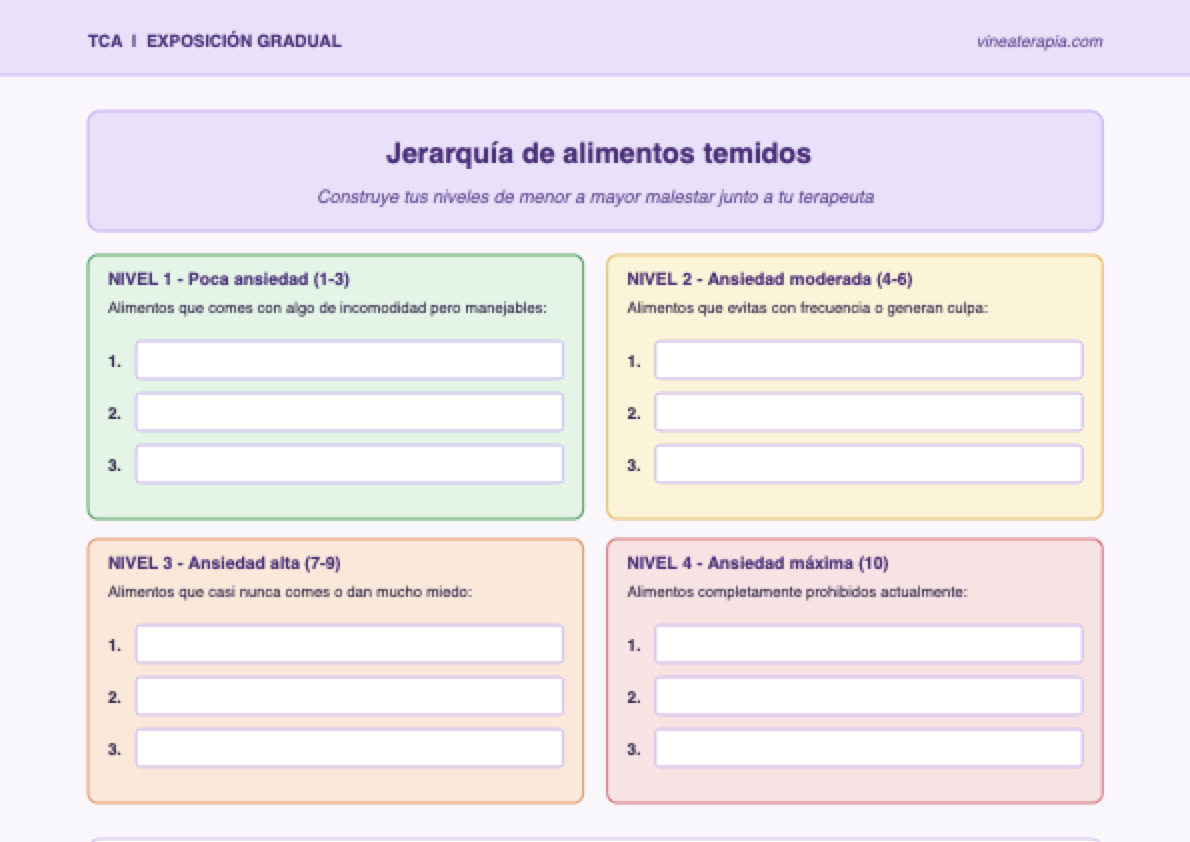 TCA | EXPOSICIÓN GRADUAL
vineaterapia.com
Jerarquía de alimentos temidos
Construye tus niveles de menor a mayor malestar junto a tu terapeuta
NIVEL 1 - Poca ansiedad (1-3)
Alimentos que comes con algo de incomodidad pero manejables:
1.
2.
3.
NIVEL 2 - Ansiedad moderada (4-6)
Alimentos que evitas con frecuencia o generan culpa:
1.
2.
3.
NIVEL 3 - Ansiedad alta (7-9)
Alimentos que casi nunca comes o dan mucho miedo:
1.
2.
3.
NIVEL 4 - Ansiedad máxima (10)
Alimentos completamente prohibidos actualmente:
1.
2.
3.